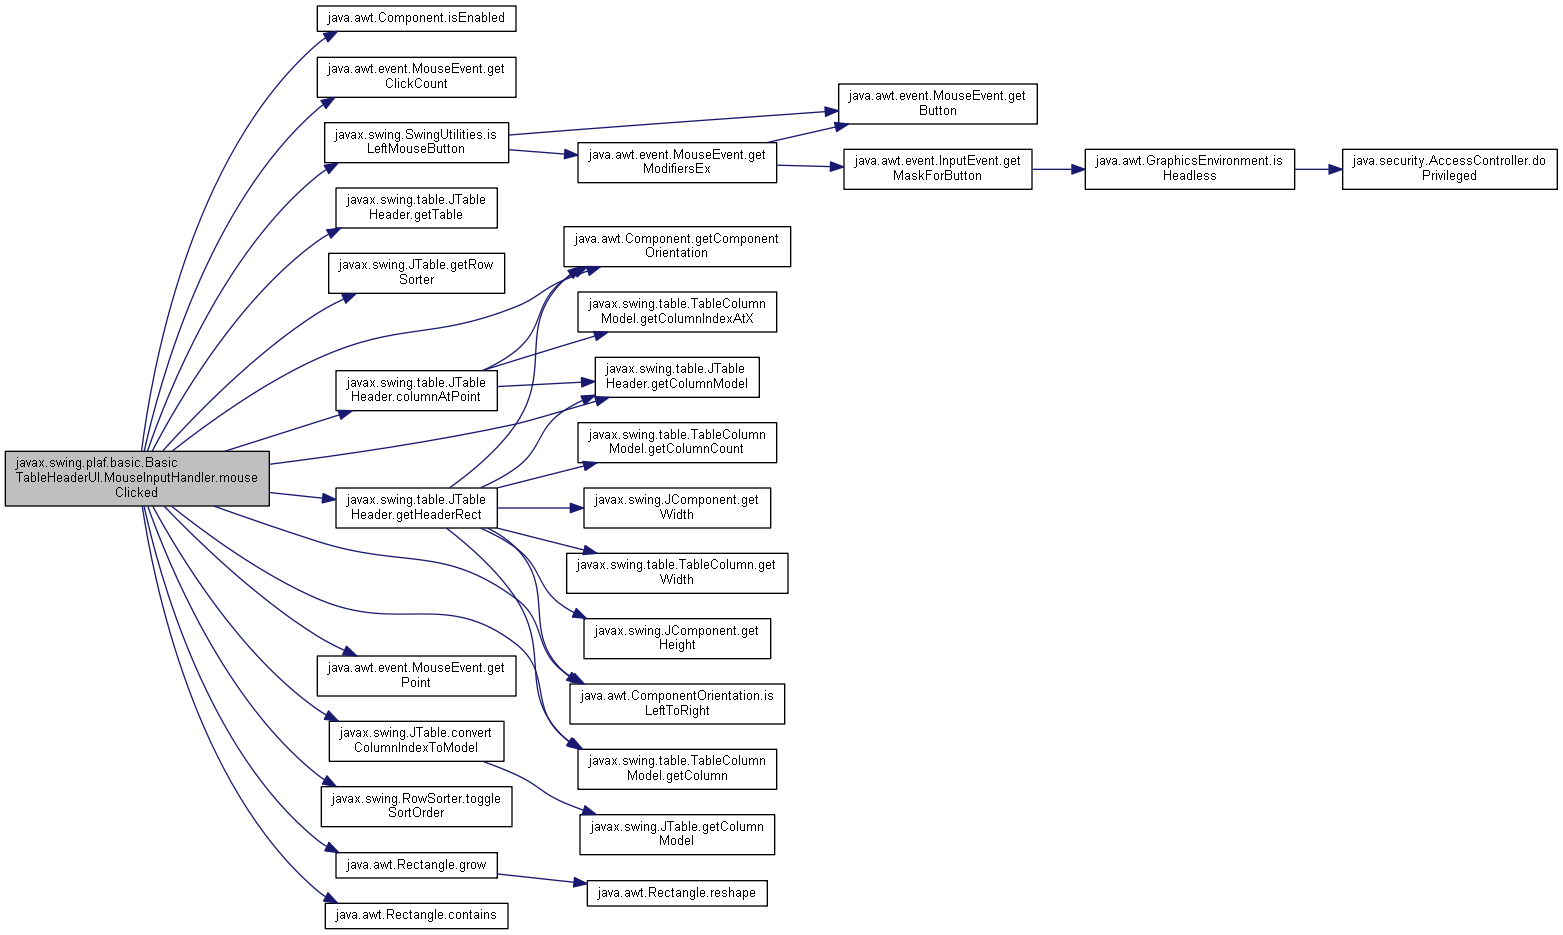 java.awt.Component.isEnabled
java.awt.event.MouseEvent.get
ClickCount
javax.swing.SwingUtilities.is
LeftMouseButton
javax.swing.table.JTable
Header.getTable
javax.swing.JTable.getRow
Sorter
javax.swing.table.JTable
Header.columnAtPoint
javax.swing.plaf.basic.Basic
TableHeaderUI.MouseInputHandler.mouse
Clicked
javax.swing.table.JTable
Header.getHeaderRect
java.awt.event.MouseEvent.get
Point
javax.swing.JTable.convert
ColumnIndexToModel
javax.swing.RowSorter.toggle
SortOrder
java.awt.Rectangle.grow
java.awt.Rectangle.contains
java.awt.event.MouseEvent.get
ModifiersEx
java.awt.Component.getComponent
Orientation
javax.swing.table.TableColumn
Model.getColumnIndexAtX
javax.swing.table.JTable
Header.getColumnModel
javax.swing.table.TableColumn
Model.getColumnCount
javax.swing.JComponent.get
Width
javax.swing.table.TableColumn.get
Width
javax.swing.JComponent.get
Height
java.awt.ComponentOrientation.is
LeftToRight
javax.swing.table.TableColumn
Model.getColumn
javax.swing.JTable.getColumn
Model
java.awt.Rectangle.reshape
java.awt.event.MouseEvent.get
Button
java.awt.event.InputEvent.get
MaskForButton
java.awt.GraphicsEnvironment.is
Headless
java.security.AccessController.do
Privileged